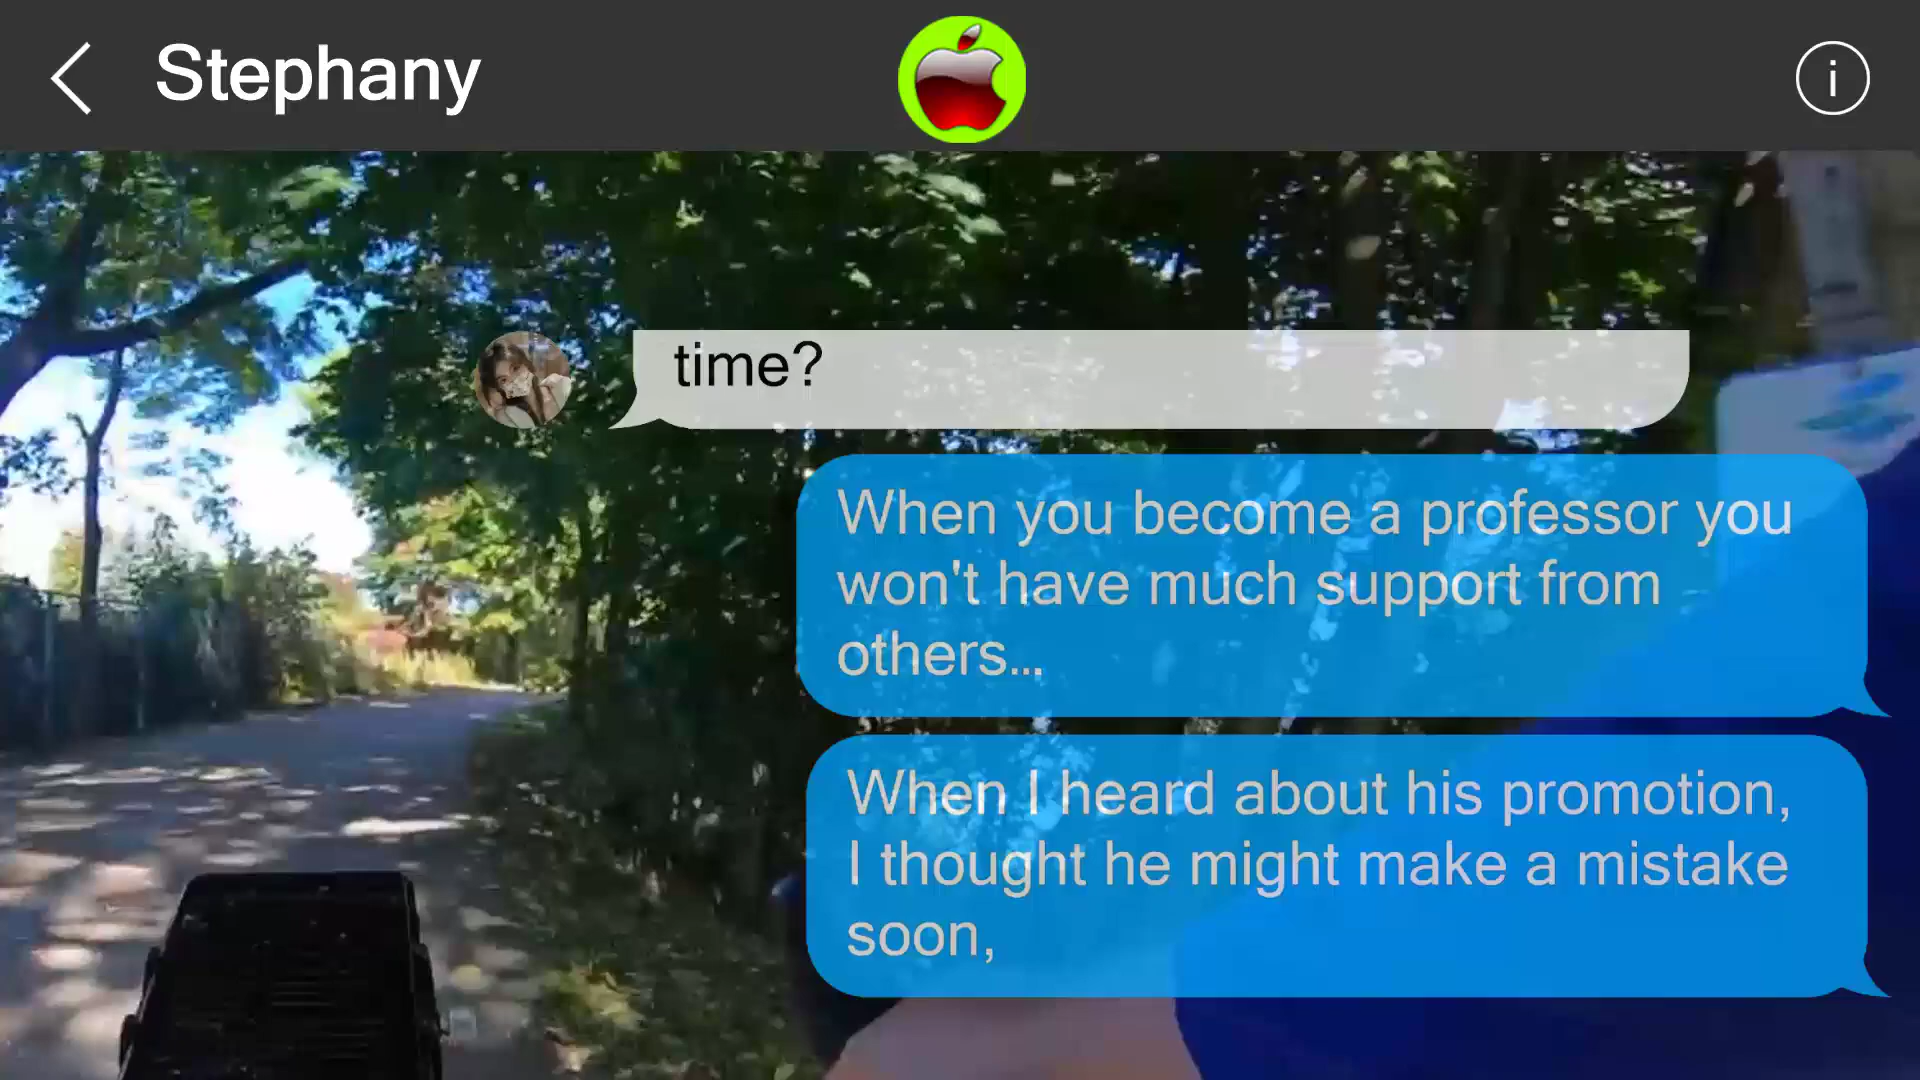 Stephany
time?
When you become a professor you
won't have much support from
others...
When I heard about his promotion,
I thought he might make a mistake
soon,